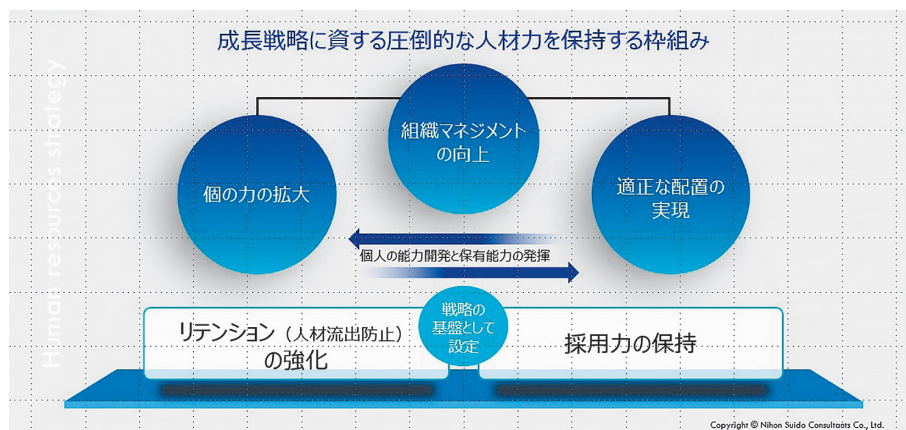 成長戦略に資する圧倒的な人材力を保持する枠組み
Human resources strategy
組織マネジメント
の向上
個の力の拡大
適正な配置の
実現
個人の能力開発と保有能力の発揮
戦略の
基盤として
設定
リテンション（人材流出防止）
の強化
採用力の保持
Copyright © Nihon Suido Consultants Co., Ltd.